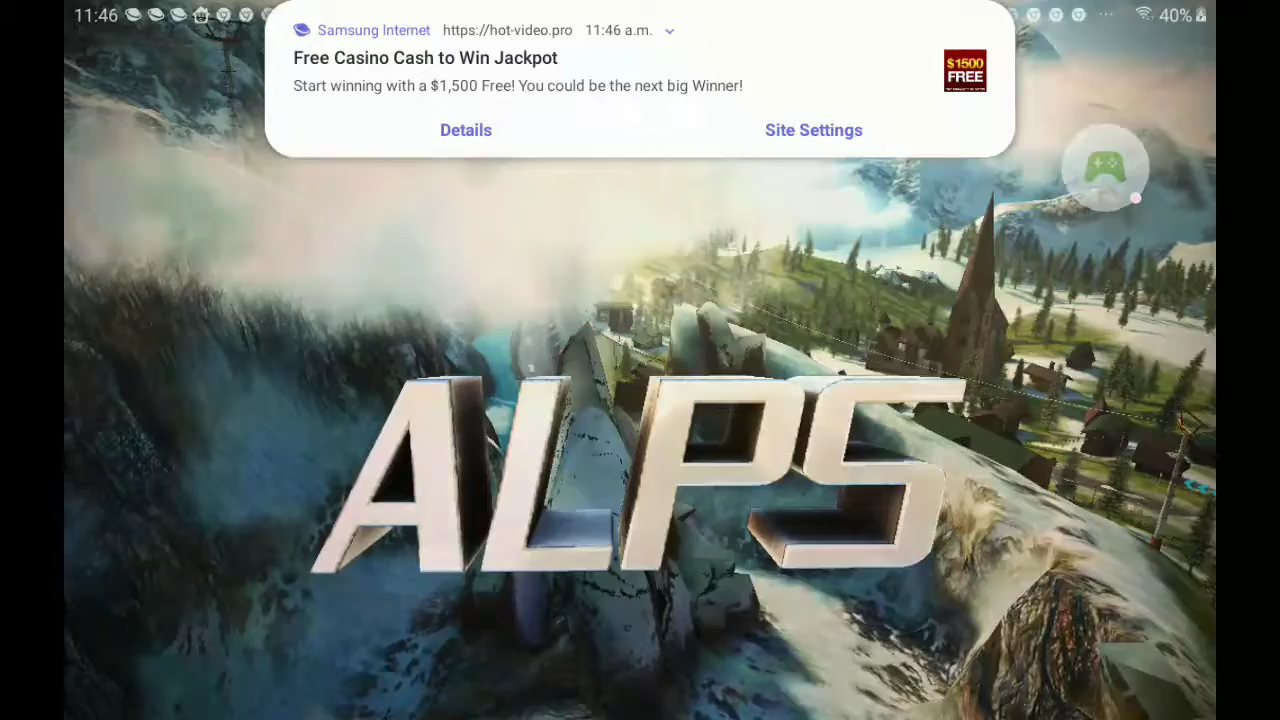 11:46
40%
Samsung Internet https://hot-video.pro 11:46 a.m.
Free Casino Cash to Win Jackpot
Start winning with a $1,500 Free! You could be the next big Winner!
$1500
FREE
Details Site Settings
ALPS